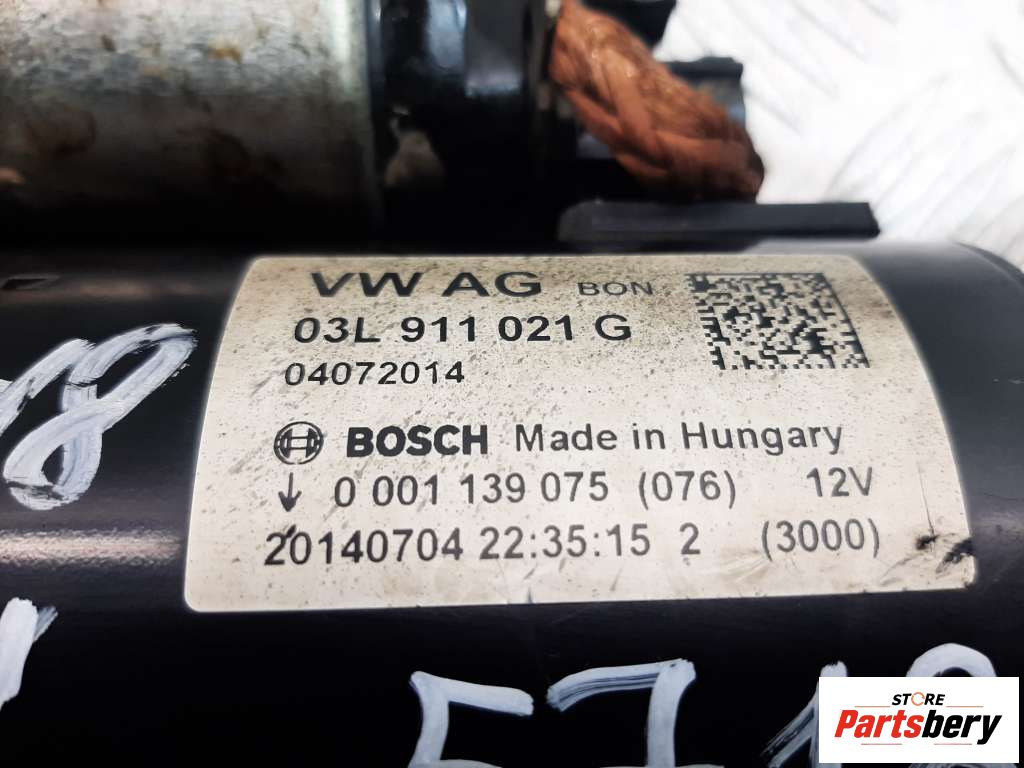 VW AG BON
03L 911 021 G
04072014
BOSCH Made in Hungary
↓ 0 001 139 075 (076) 12V
20140704 22:35:15 2 (3000)
STORE
Partsbery